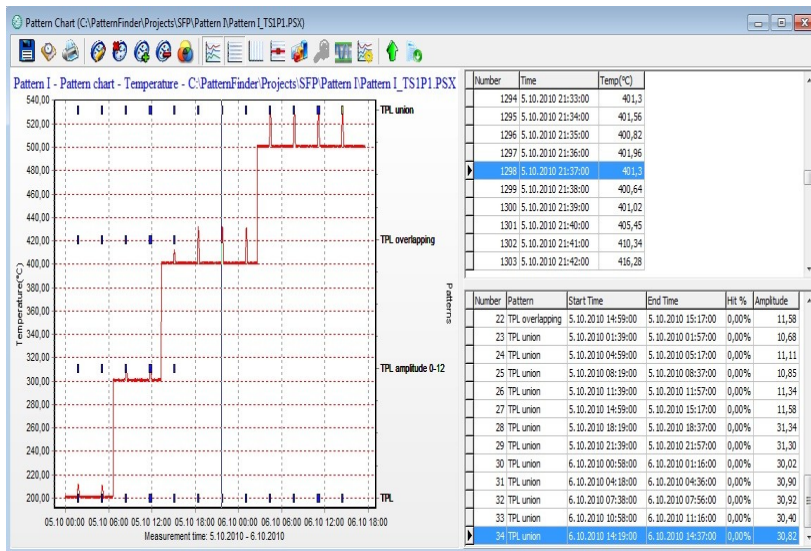 Pattern Chart (C:\PatternFinder\Projects\SFP\Pattern I\Pattern I_TS1P1.PSX)
Pattern I - Pattern chart - Temperature - C:\PatternFinder\Projects\SFP\Pattern I\Pattern I_TS1P1.PSX
540,00
520,00
500,00
480,00
460,00
440,00
420,00
400,00
380,00
360,00
340,00
320,00
300,00
280,00
260,00
240,00
220,00
200,00
Temperature(°C)
TPL union
TPL overlapping
TPL amplitude 0-12
TPL
Patterns
05.10 00:00 05.10 06:00 05.10 12:00 05.10 18:00 06.10 00:00 06.10 06:00 06.10 12:00 06.10 18:00
Measurement time: 5.10.2010 - 6.10.2010
Number Time Temp(°C)
1294 5.10.2010 21:33:00 401,3
1295 5.10.2010 21:34:00 401,56
1296 5.10.2010 21:35:00 400,82
1297 5.10.2010 21:36:00 401,96
1298 5.10.2010 21:37:00 401,3
1299 5.10.2010 21:38:00 400,64
1300 5.10.2010 21:39:00 401,02
1301 5.10.2010 21:40:00 405,45
1302 5.10.2010 21:41:00 410,34
1303 5.10.2010 21:42:00 416,28
Number Pattern Start Time End Time Hit % Amplitude
22 TPL overlapping 5.10.2010 14:59:00 5.10.2010 15:17:00 0,00% 11,58
23 TPL union 5.10.2010 01:39:00 5.10.2010 01:57:00 0,00% 10,68
24 TPL union 5.10.2010 04:59:00 5.10.2010 05:17:00 0,00% 11,11
25 TPL union 5.10.2010 08:19:00 5.10.2010 08:37:00 0,00% 10,85
26 TPL union 5.10.2010 11:39:00 5.10.2010 11:57:00 0,00% 11,34
27 TPL union 5.10.2010 14:59:00 5.10.2010 15:17:00 0,00% 11,58
28 TPL union 5.10.2010 18:19:00 5.10.2010 18:37:00 0,00% 31,34
29 TPL union 5.10.2010 21:39:00 5.10.2010 21:57:00 0,00% 31,30
30 TPL union 6.10.2010 00:58:00 6.10.2010 01:16:00 0,00% 30,02
31 TPL union 6.10.2010 04:18:00 6.10.2010 04:36:00 0,00% 30,90
32 TPL union 6.10.2010 07:38:00 6.10.2010 07:56:00 0,00% 30,92
33 TPL union 6.10.2010 10:58:00 6.10.2010 11:16:00 0,00% 30,40
34 TPL union 6.10.2010 14:19:00 6.10.2010 14:37:00 0,00% 30,82